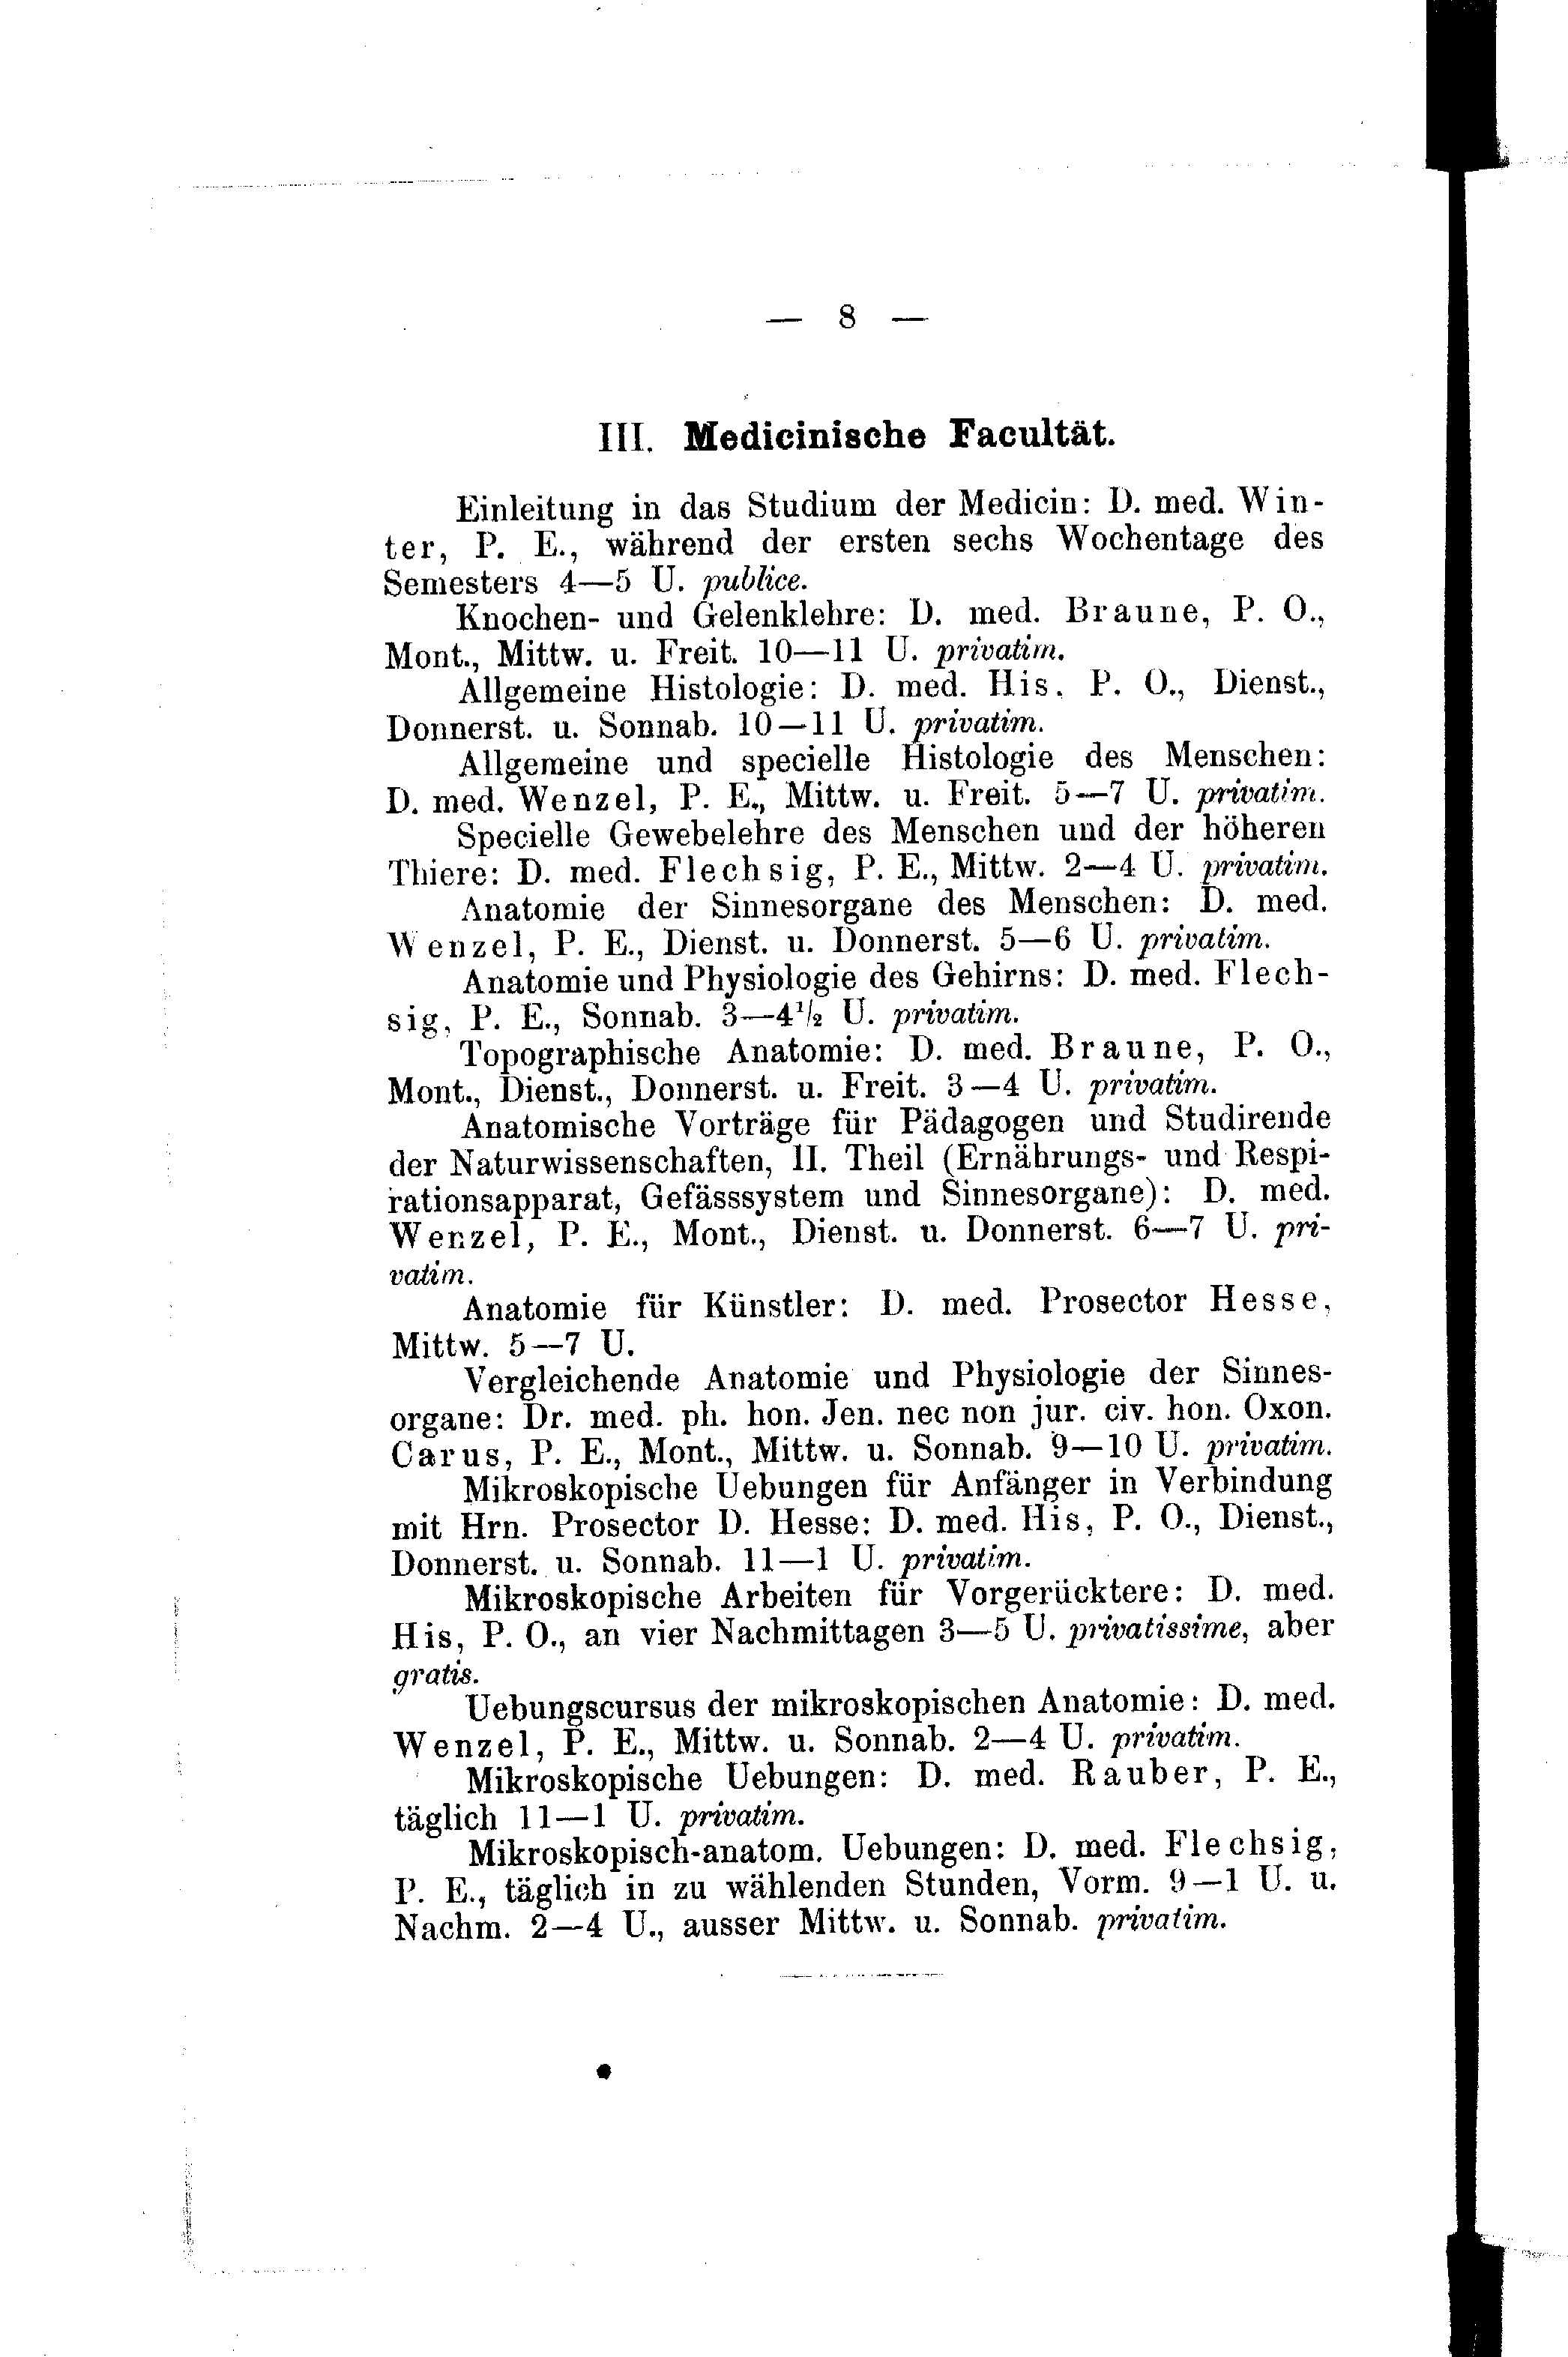 — 8 —
III. Medicinische Facultät.
Einleitung in das Studium der Medicin: D. med. Win-
ter, P. E., während der ersten sechs Wochentage des
Semesters 4—5 U. publice.
Knochen- und Gelenklehre: D. med. Braune, P. O.,
Mont., Mittw. u. Freit. 10—11 U. privatim.
Allgemeine Histologie: D. med. His, P. O., Dienst.,
Donnerst. u. Sonnab. 10—11 U. privatim.
Allgemeine und specielle Histologie des Menschen:
D. med. Wenzel, P. E., Mittw. u. Freit. 5—7 U. privatim.
Specielle Gewebelehre des Menschen und der höheren
Thiere: D. med. Flechsig, P. E., Mittw. 2—4 U. privatim.
Anatomie der Sinnesorgane des Menschen: D. med.
Wenzel, P. E., Dienst. u. Donnerst. 5—6 U. privatim.
Anatomie und Physiologie des Gehirns: D. med. Flech-
sig, P. E., Sonnab. 3—4½ U. privatim.
Topographische Anatomie: D. med. Braune, P. O.,
Mont., Dienst., Donnerst. u. Freit. 3—4 U. privatim.
Anatomische Vorträge für Pädagogen und Studirende
der Naturwissenschaften, II. Theil (Ernährungs- und Respi-
rationsapparat, Gefässsystem und Sinnesorgane): D. med.
Wenzel, P. E., Mont., Dienst. u. Donnerst. 6—7 U. pri-
vatim.
Anatomie für Künstler: D. med. Prosector Hesse,
Mittw. 5—7 U.
Vergleichende Anatomie und Physiologie der Sinnes-
organe: Dr. med. ph. hon. Jen. nec non jur. civ. hon. Oxon.
Carus, P. E., Mont., Mittw. u. Sonnab. 9—10 U. privatim.
Mikroskopische Uebungen für Anfänger in Verbindung
mit Hrn. Prosector D. Hesse: D. med. His, P. O., Dienst.,
Donnerst. u. Sonnab. 11—1 U. privatim.
Mikroskopische Arbeiten für Vorgerücktere: D. med.
His, P. O., an vier Nachmittagen 3—5 U. privatissime, aber
gratis.
Uebungscursus der mikroskopischen Anatomie: D. med.
Wenzel, P. E., Mittw. u. Sonnab. 2—4 U. privatim.
Mikroskopische Uebungen: D. med. Rauber, P. E.,
täglich 11—1 U. privatim.
Mikroskopisch-anatom. Uebungen: D. med. Flechsig,
P. E., täglich in zu wählenden Stunden, Vorm. 9—1 U. u.
Nachm. 2—4 U., ausser Mittw. u. Sonnab. privatim.